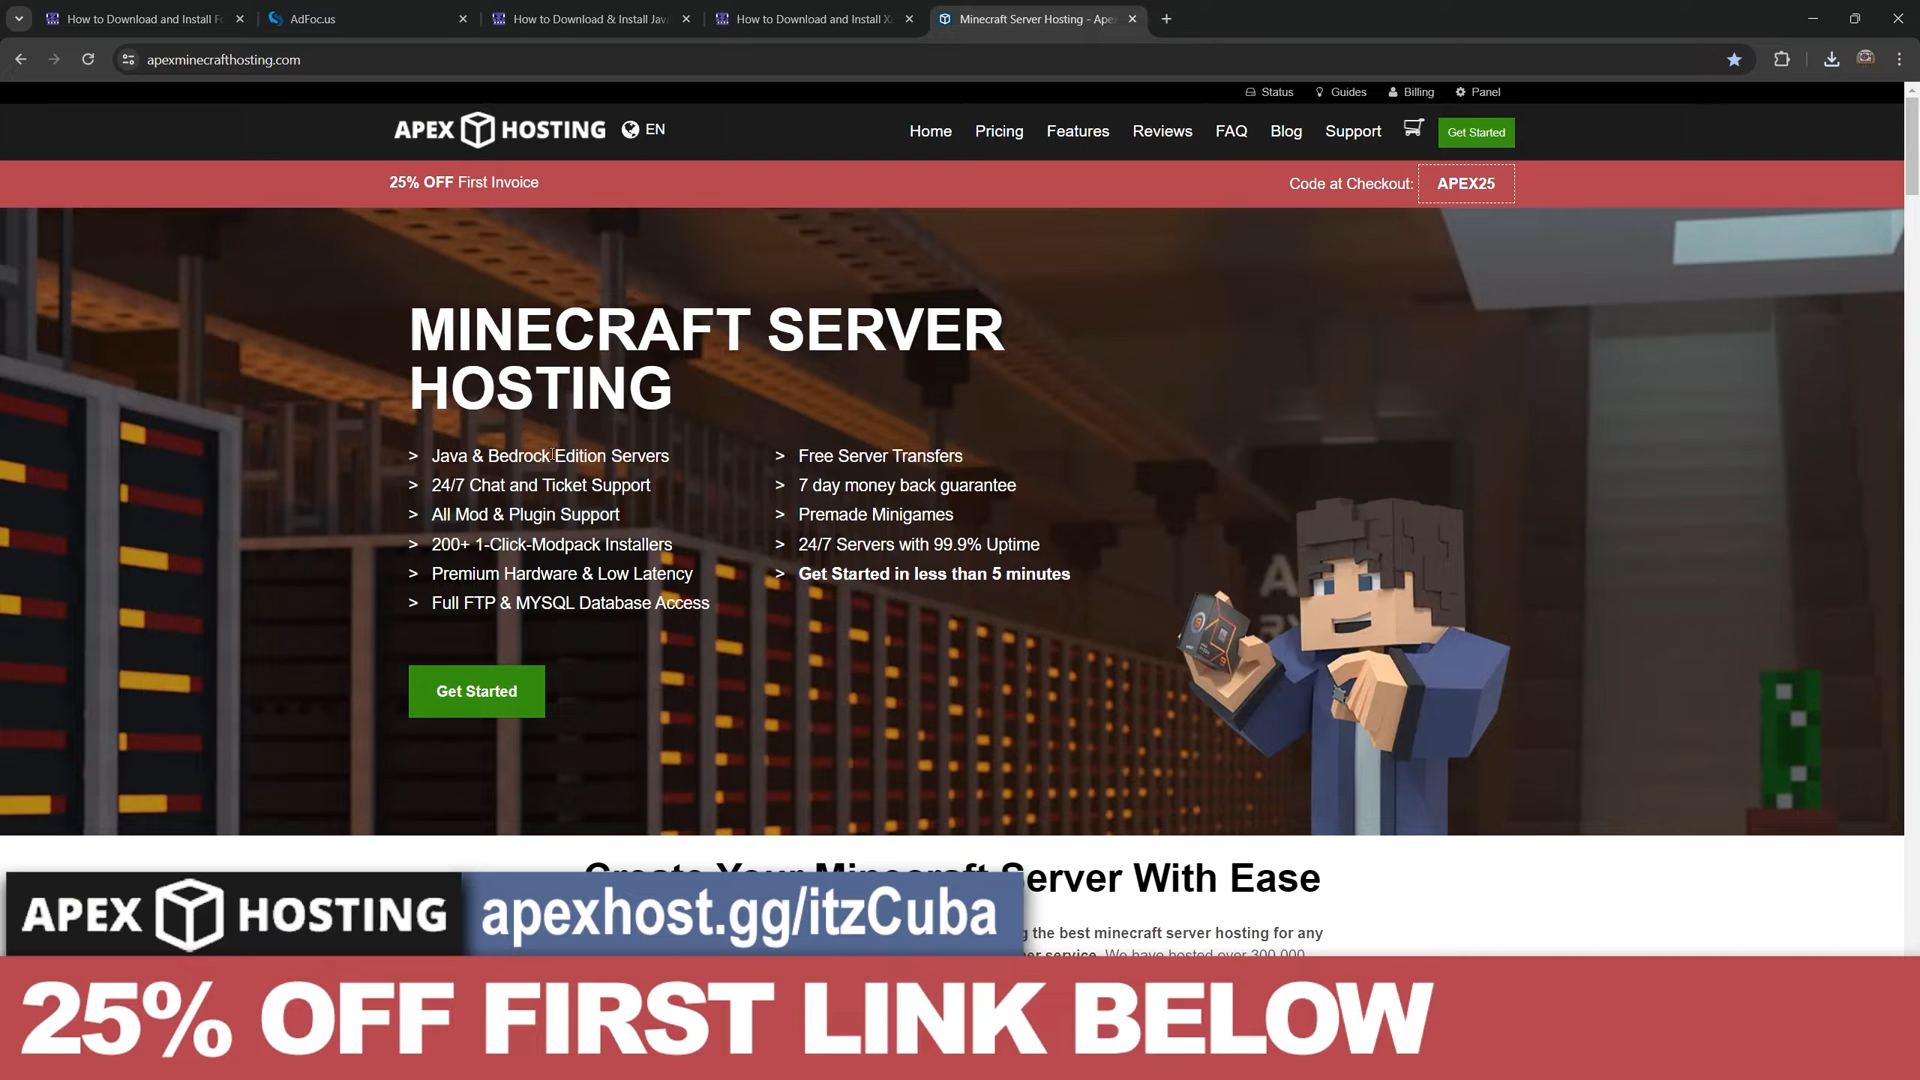 How to Download and Install Fo
AdFoc.us
How to Download & Install Java
How to Download and Install X
Minecraft Server Hosting - Ape
apexminecrafthosting.com
Status
Guides
Billing
Panel
APEX HOSTING
EN
Home
Pricing
Features
Reviews
FAQ
Blog
Support
Get Started
25% OFF First Invoice
Code at Checkout: APEX25
MINECRAFT SERVER
HOSTING
> Java & Bedrock Edition Servers
> 24/7 Chat and Ticket Support
> All Mod & Plugin Support
> 200+ 1-Click-Modpack Installers
> Premium Hardware & Low Latency
> Full FTP & MYSQL Database Access
> Free Server Transfers
> 7 day money back guarantee
> Premade Minigames
> 24/7 Servers with 99.9% Uptime
> Get Started in less than 5 minutes
Get Started
Create Your Minecraft Server With Ease
the best minecraft server hosting for any
service. We have hosted over 300,000
APEX HOSTING
apexhost.gg/itzCuba
25% OFF FIRST LINK BELOW